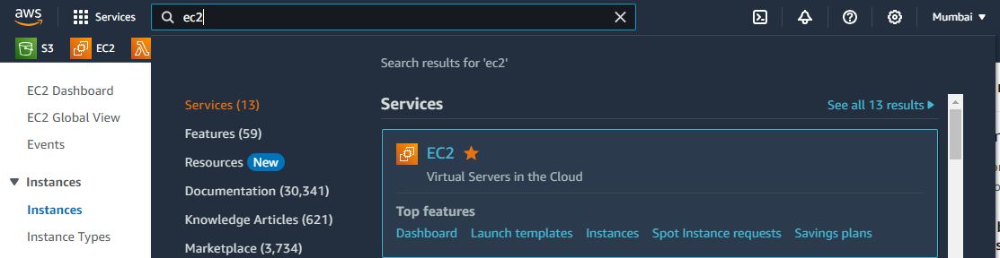 aws Services ec2 Mumbai
S3 EC2
Search results for 'ec2'
EC2 Dashboard
EC2 Global View
Events
Instances
Instances
Instance Types
Services (13)
Features (59)
Resources New
Documentation (30,341)
Knowledge Articles (621)
Marketplace (3,734)
Services See all 13 results
EC2
Virtual Servers in the Cloud
Top features
Dashboard Launch templates Instances Spot Instance requests Savings plans